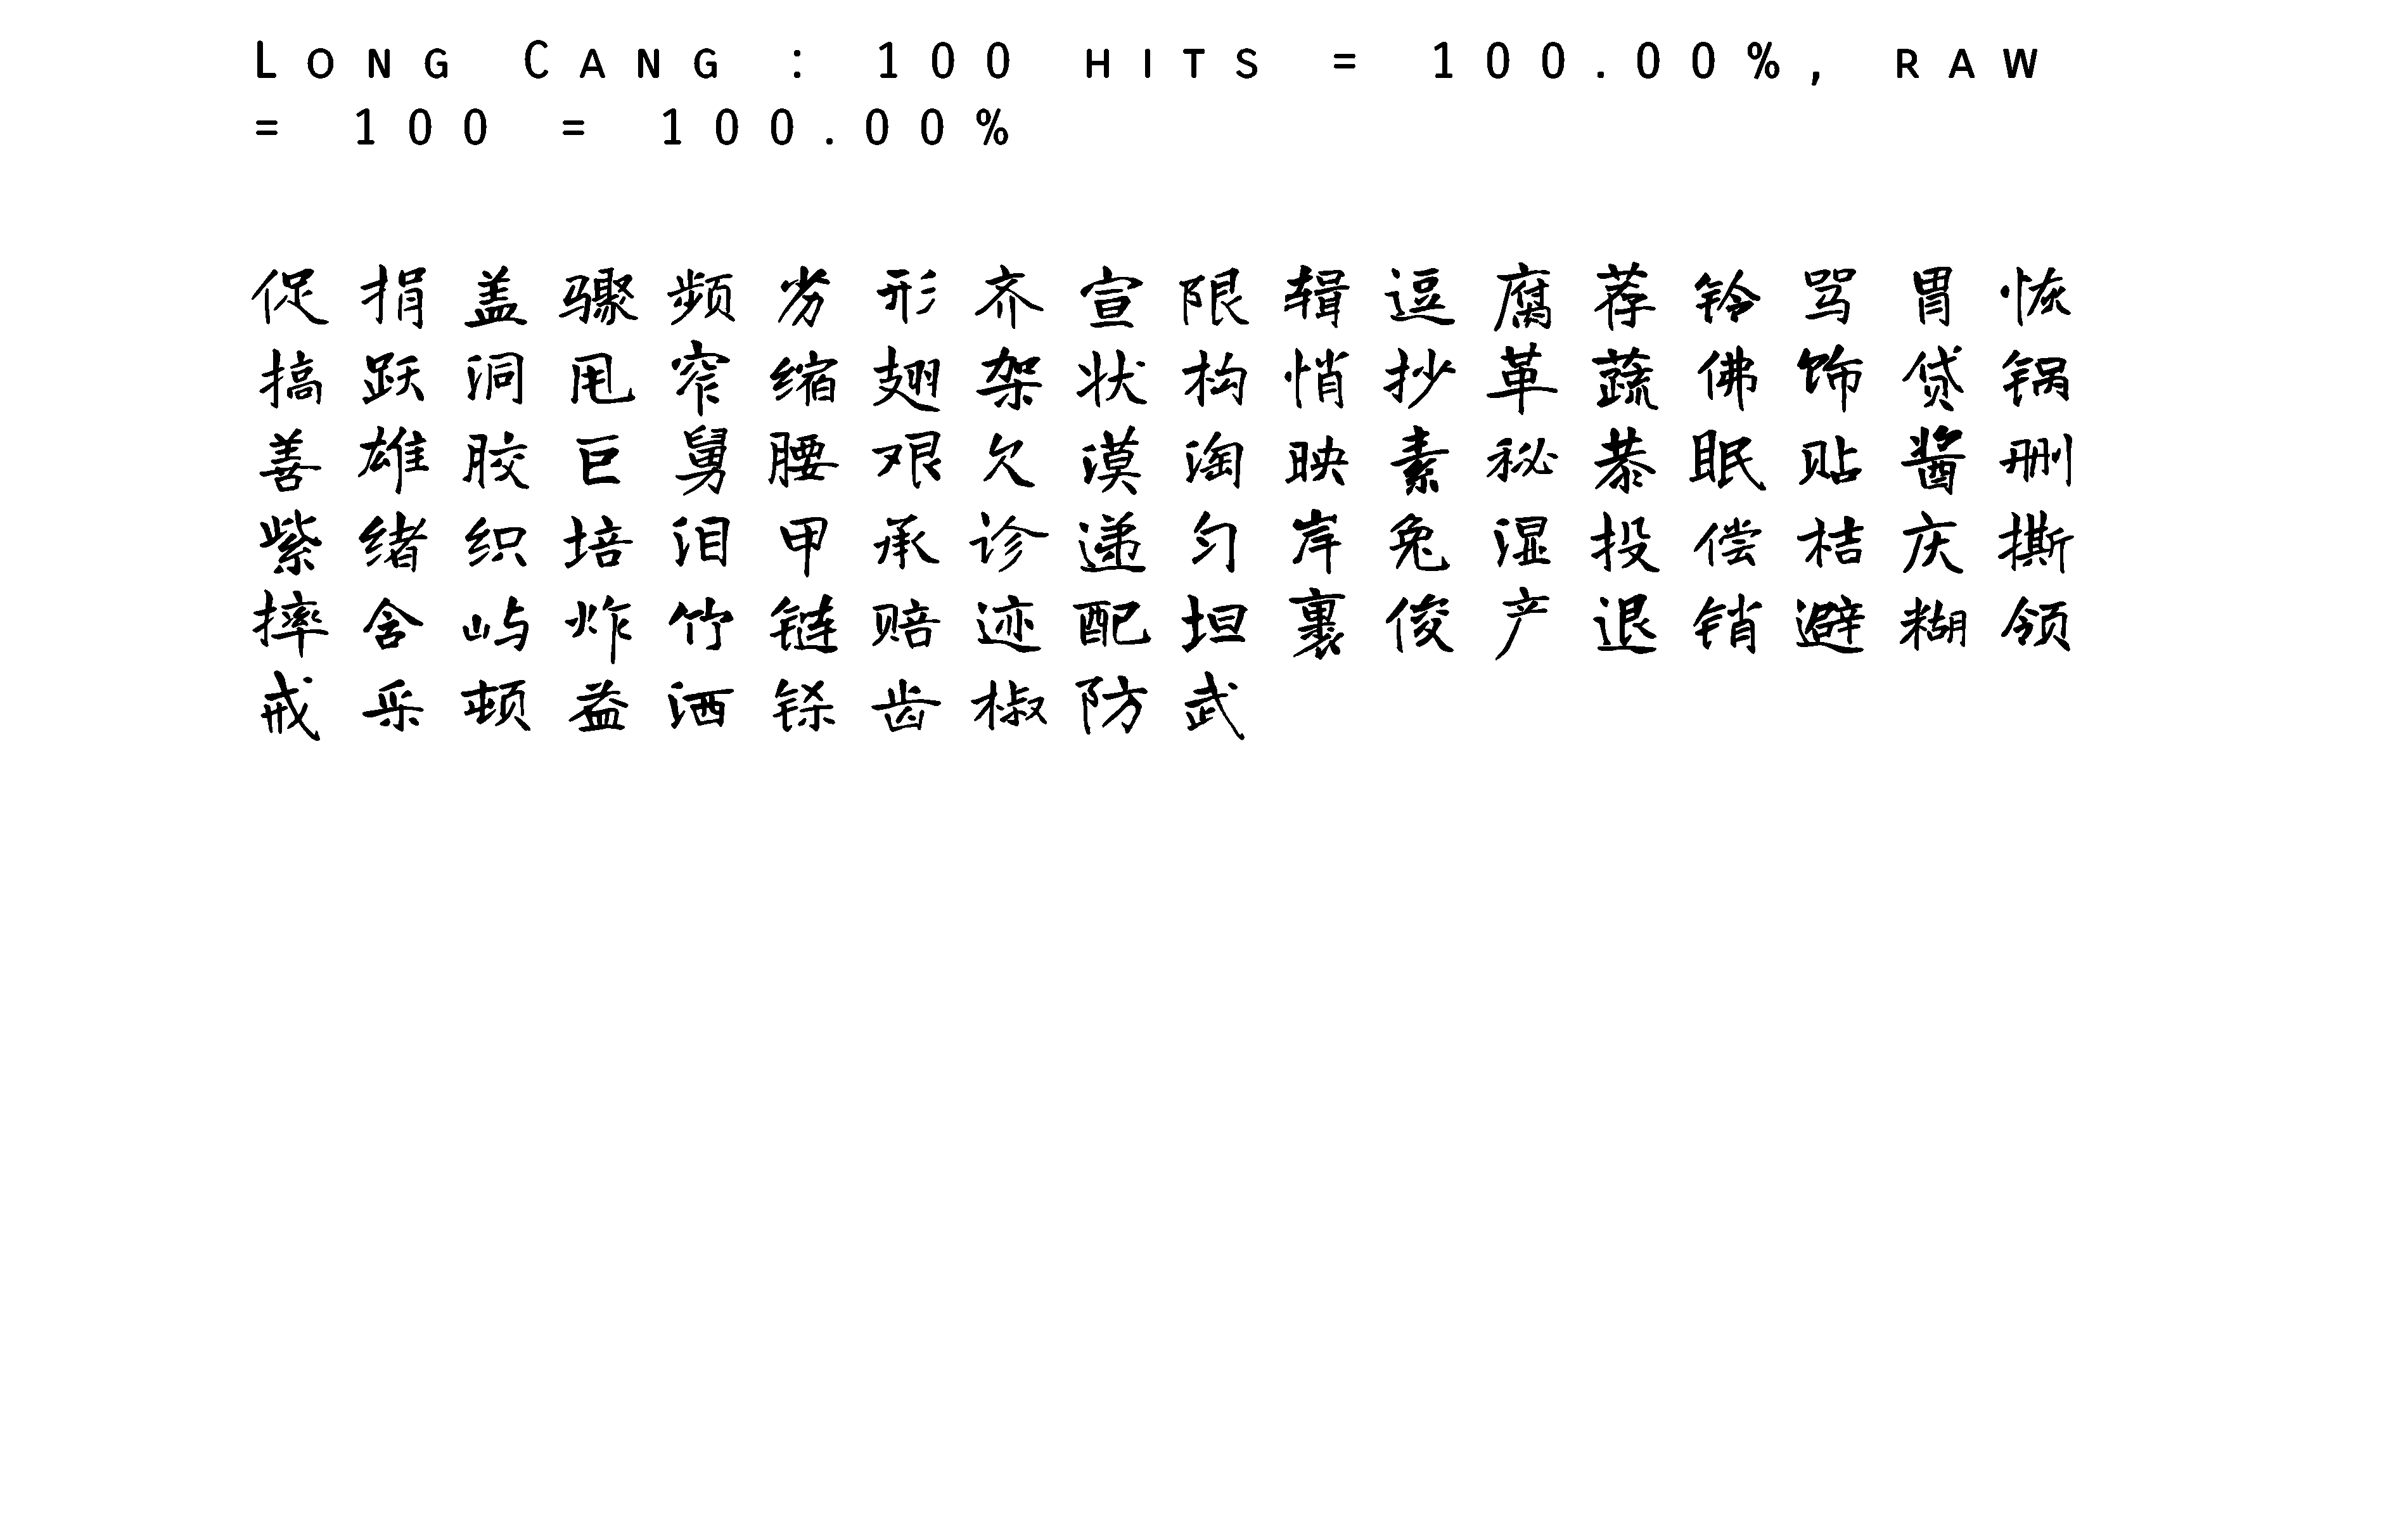 Long Cang : 100 hits = 100.00%, raw
= 100 = 100.00%
促捐盖骤频劣形齐宣限辑逗腐荐铃骂胃恢
搞跃洞甩窄缩翅架状构悄抄革蔬佛饰贷锅
善雄胶巨舅腰艰欠漠淘映素秘恭眠贴酱删
紫绪织培泪甲承诊递匀岸兔湿投偿桔庆撕
摔含屿炸竹链赔迹配坦裹俊产退销避糊领
戒采顿益洒铩齿椒防武